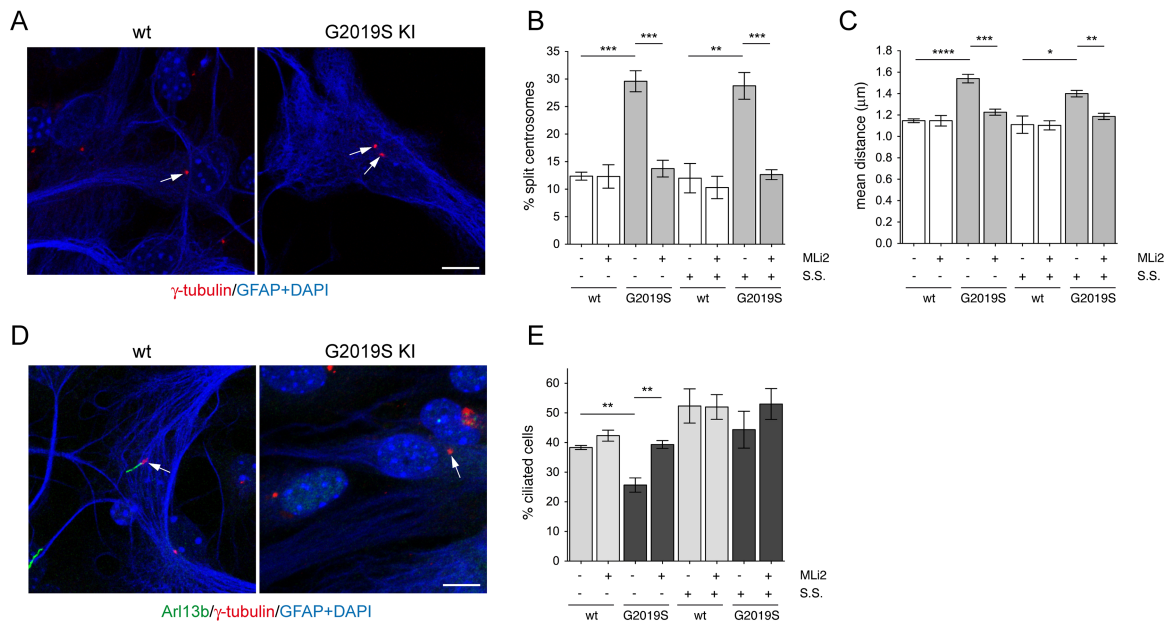 A
wt
G2019S KI
γ-tubulin/GFAP+DAPI
B
% split centrosomes
35
30
25
20
15
10
5
0
*** *** ** ***
- + - + - + - + MLi2
- - - - + + + + S.S.
wt G2019S wt G2019S
C
mean distance (μm)
1.8
1.6
1.4
1.2
1.0
0.8
0.6
0.4
0.2
0.0
**** *** * **
- + - + - + - + MLi2
- - - - + + + + S.S.
wt G2019S wt G2019S
D
wt
G2019S KI
Arl13b/γ-tubulin/GFAP+DAPI
E
% ciliated cells
60
50
40
30
20
10
0
** **
- + - + - + - + MLi2
- - - - + + + + S.S.
wt G2019S wt G2019S